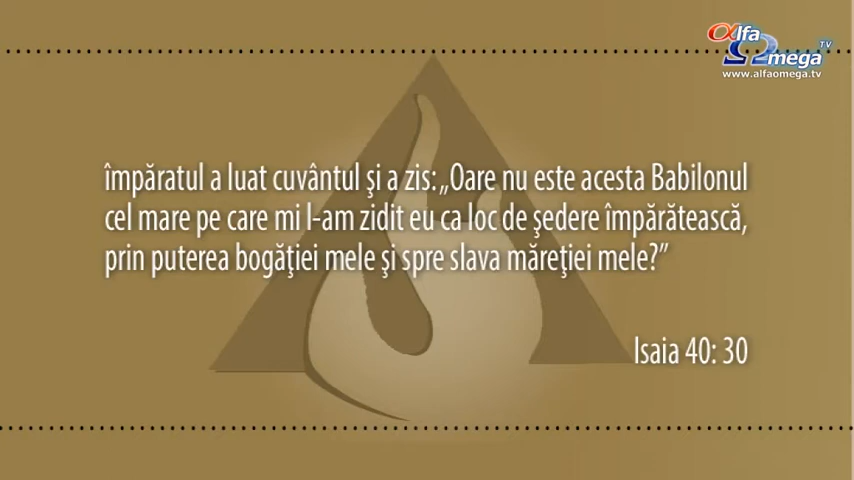 αlfa
Ωmega TV
www.alfaomega.tv
împăratul a luat cuvântul şi a zis: „Oare nu este acesta Babilonul
cel mare pe care mi l-am zidit eu ca loc de şedere împărătească,
prin puterea bogăţiei mele şi spre slava măreţiei mele?”
Isaia 40: 30